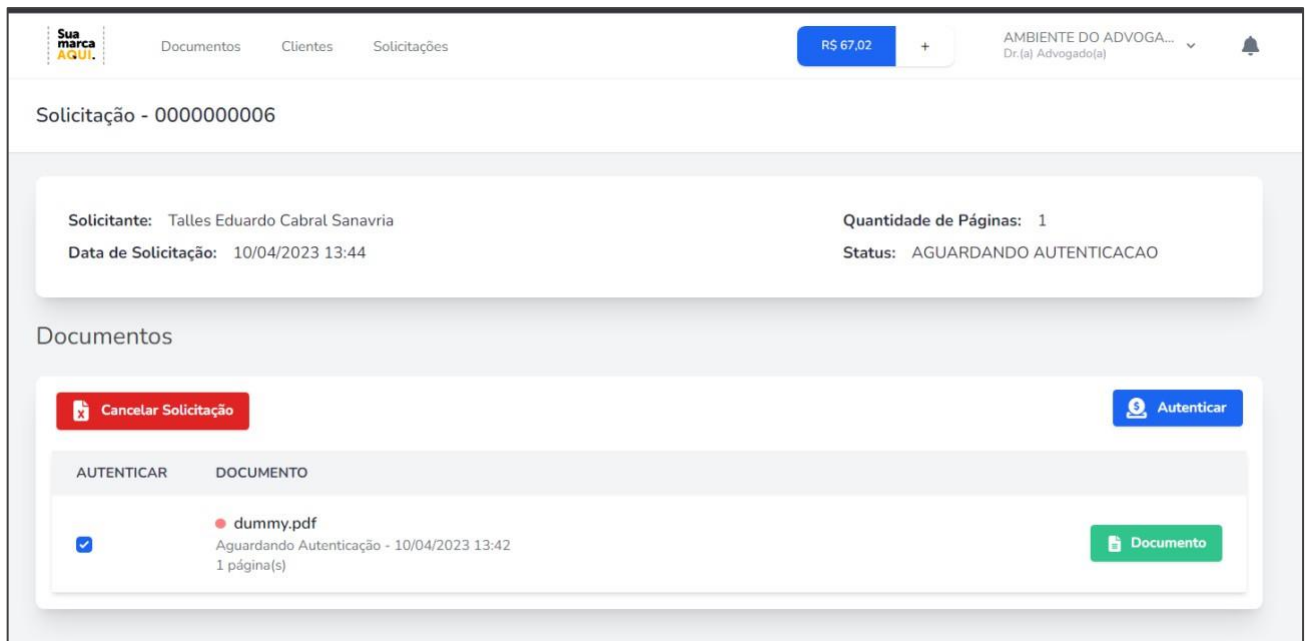 Sua
marca
AQUI.
Documentos Clientes Solicitações
R$ 67,02 +
AMBIENTE DO ADVOGA...
Dr.(a) Advogado(a)
Solicitação - 0000000006
Solicitante: Talles Eduardo Cabral Sanavria
Quantidade de Páginas: 1
Data de Solicitação: 10/04/2023 13:44
Status: AGUARDANDO AUTENTICACAO
Documentos
Cancelar Solicitação
Autenticar
AUTENTICAR DOCUMENTO
dummy.pdf
Aguardando Autenticação - 10/04/2023 13:42
1 página(s)
Documento